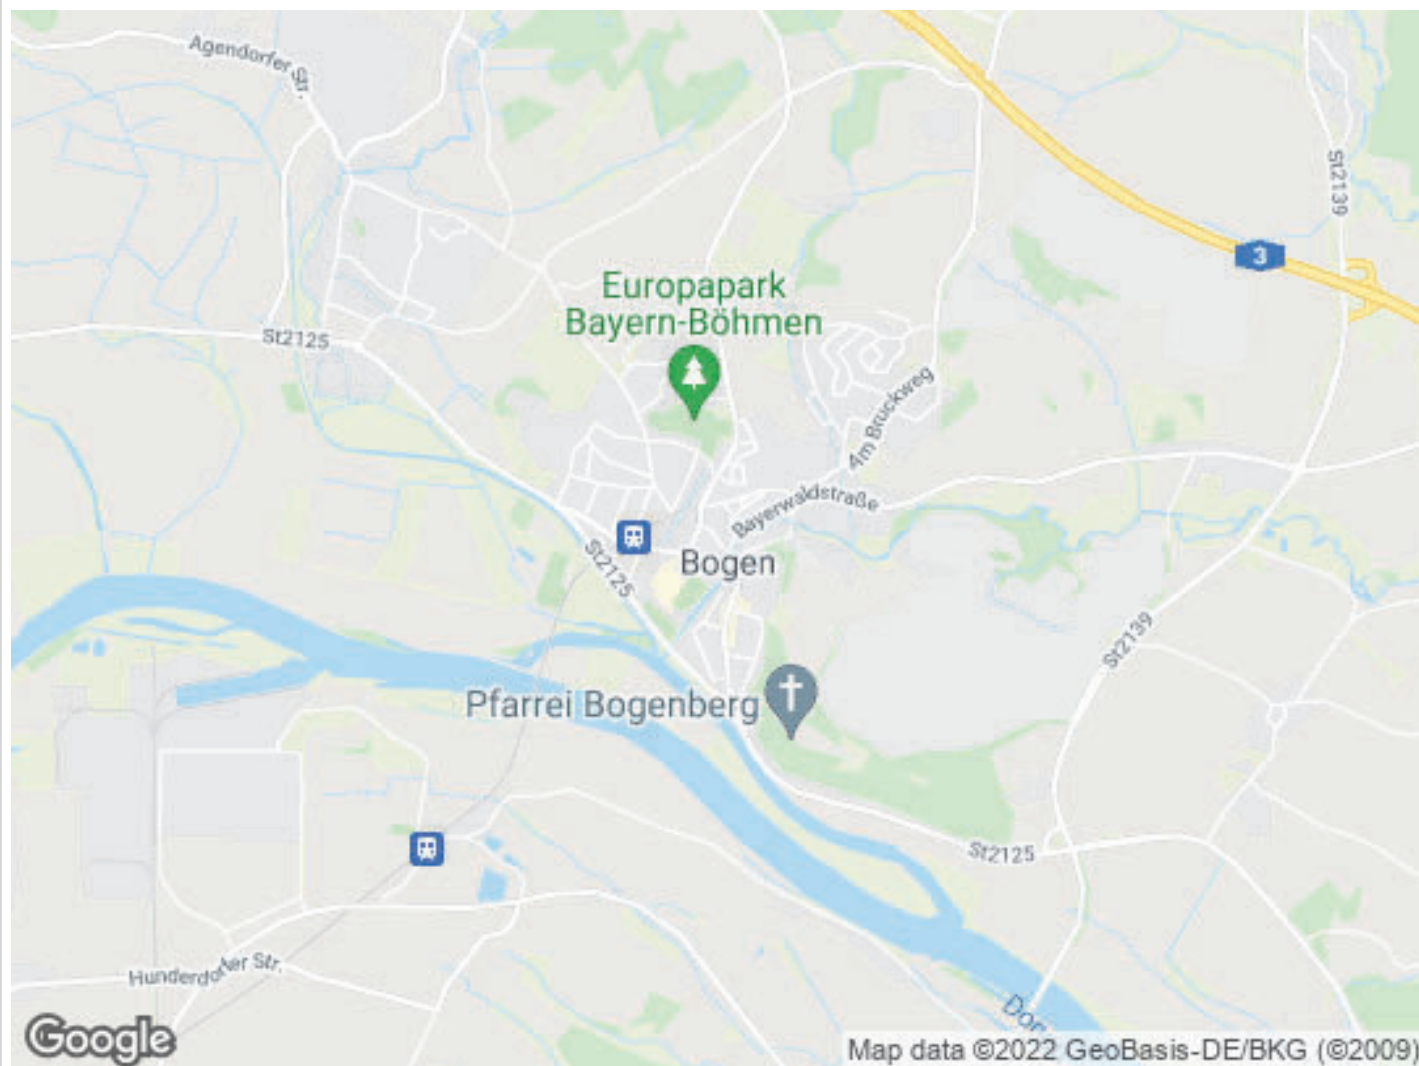 Agendorfer Str.
St2139
3
Europapark
Bayern-Böhmen
St2125
4m Bruckweg
Bayerwaldstraße
St2125
Bogen
St2139
Pfarrei Bogenberg
St2125
Hunderdorfer Str.
Google
Map data ©2022 GeoBasis-DE/BKG (©2009)